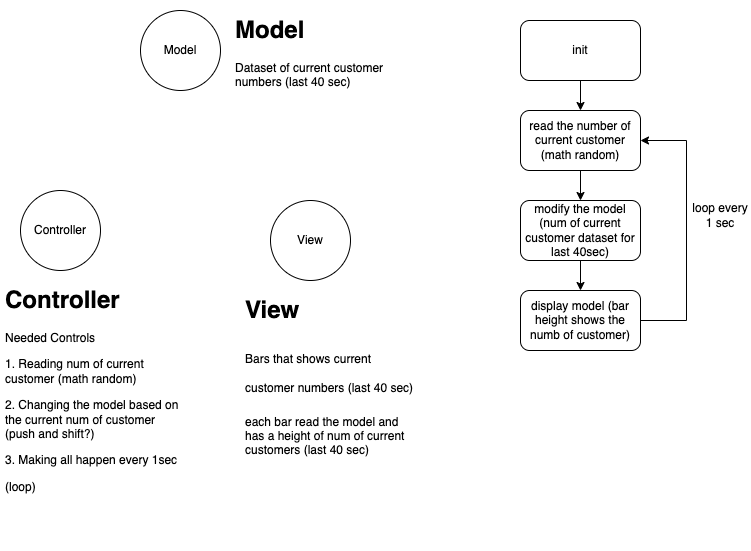 Model
Model
Dataset of current customer
numbers (last 40 sec)
Controller
Controller
Needed Controls
1. Reading num of current
customer (math random)
2. Changing the model based on
the current num of customer
(push and shift?)
3. Making all happen every 1sec
(loop)
View
View
Bars that shows current
customer numbers (last 40 sec)
each bar read the model and
has a height of num of current
customers (last 40 sec)
init
read the number of
current customer
(math random)
modify the model
(num of current
customer dataset for
last 40sec)
display model (bar
height shows the
numb of customer)
loop every
1 sec